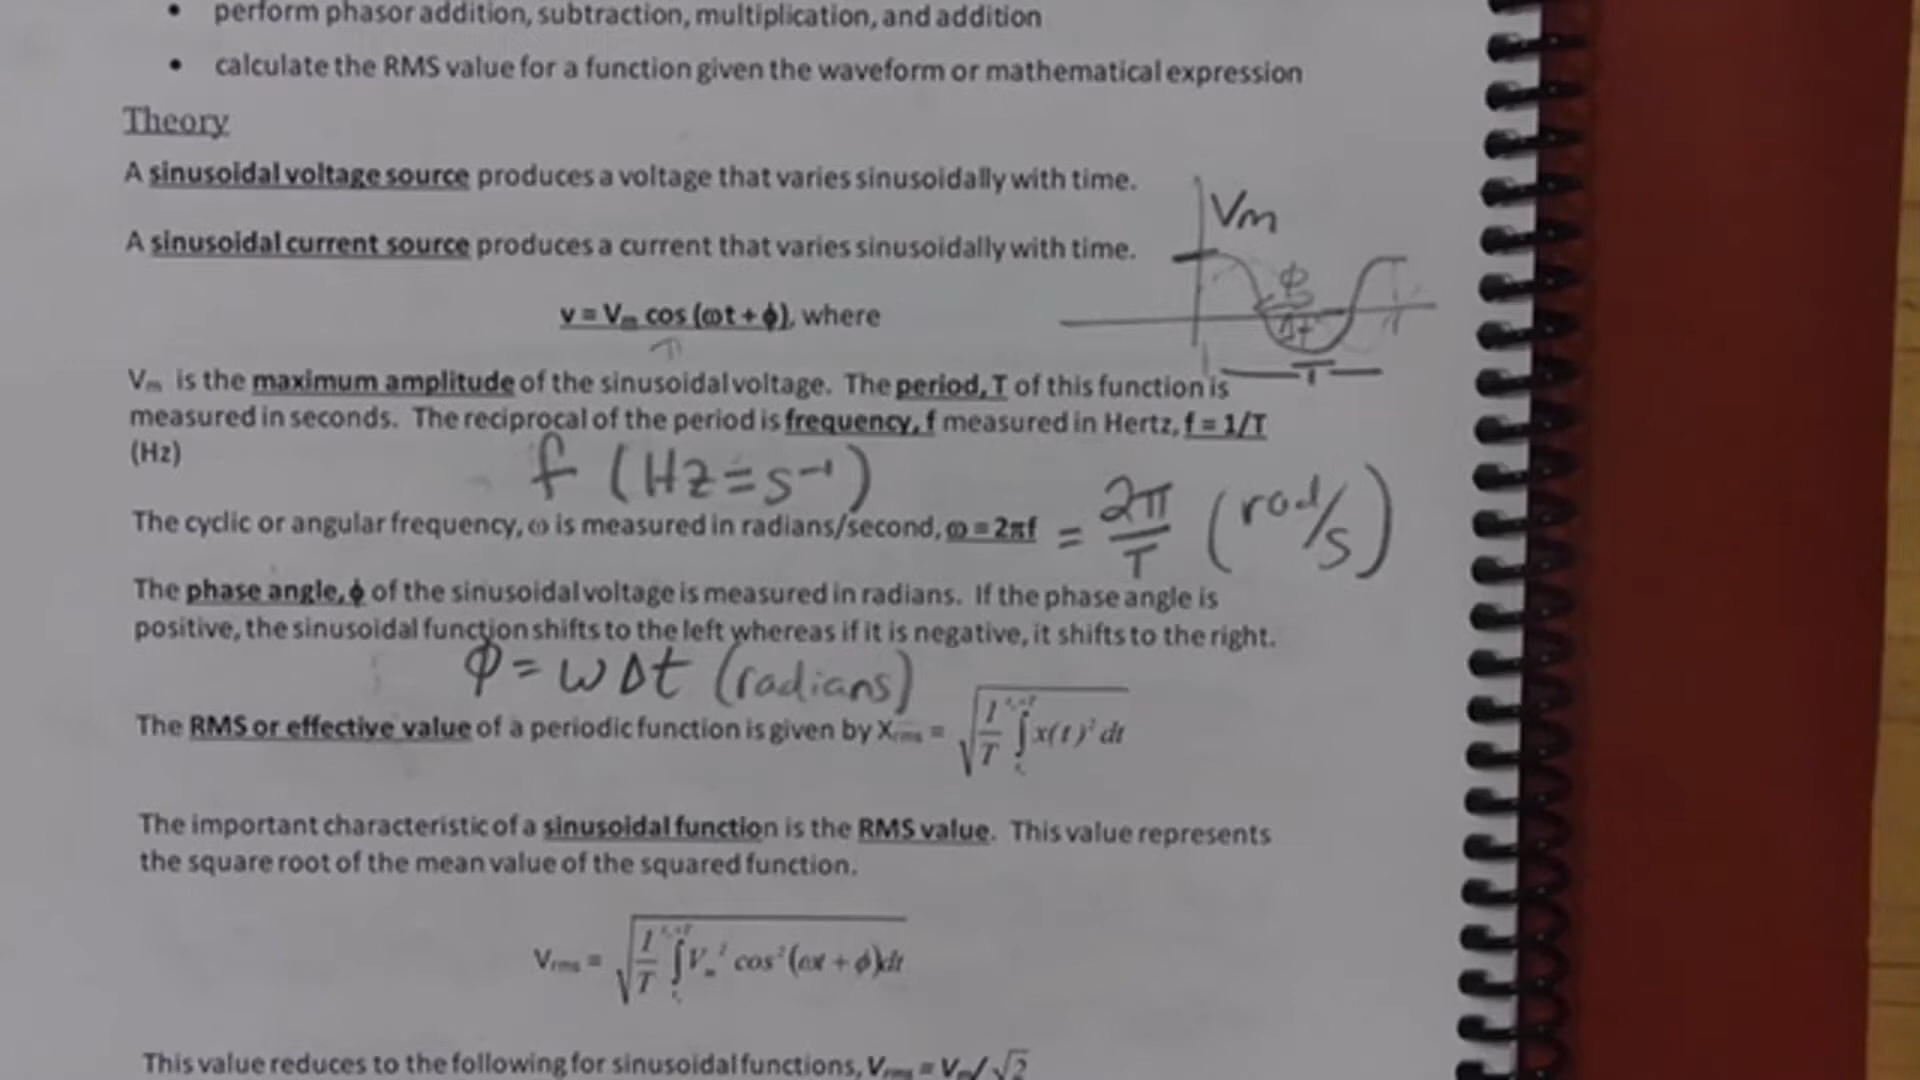 • perform phasor addition, subtraction, multiplication, and addition
• calculate the RMS value for a function given the waveform or mathematical expression
Theory
A sinusoidal voltage source produces a voltage that varies sinusoidally with time.
Vm
A sinusoidal current source produces a current that varies sinusoidally with time.
ϕ
v = Vm cos (ωt + ϕ), where
Δt
T
Vm is the maximum amplitude of the sinusoidal voltage. The period, T of this function is
measured in seconds. The reciprocal of the period is frequency, f measured in Hertz, f = 1/T
(Hz)
f (Hz = s⁻¹)
The cyclic or angular frequency, ω is measured in radians/second, ω = 2πf = 2π/T (rad/s)
The phase angle, ϕ of the sinusoidal voltage is measured in radians. If the phase angle is
positive, the sinusoidal function shifts to the left whereas if it is negative, it shifts to the right.
ϕ = ωΔt (radians)
The RMS or effective value of a periodic function is given by Xrms = √(1/T ∫ x(t)² dt
The important characteristic of a sinusoidal function is the RMS value. This value represents
the square root of the mean value of the squared function.
Vrms = √(1/T ∫ Vm² cos² (ωt + ϕ)dt
This value reduces to the following for sinusoidal functions, Vrms = Vm/√2